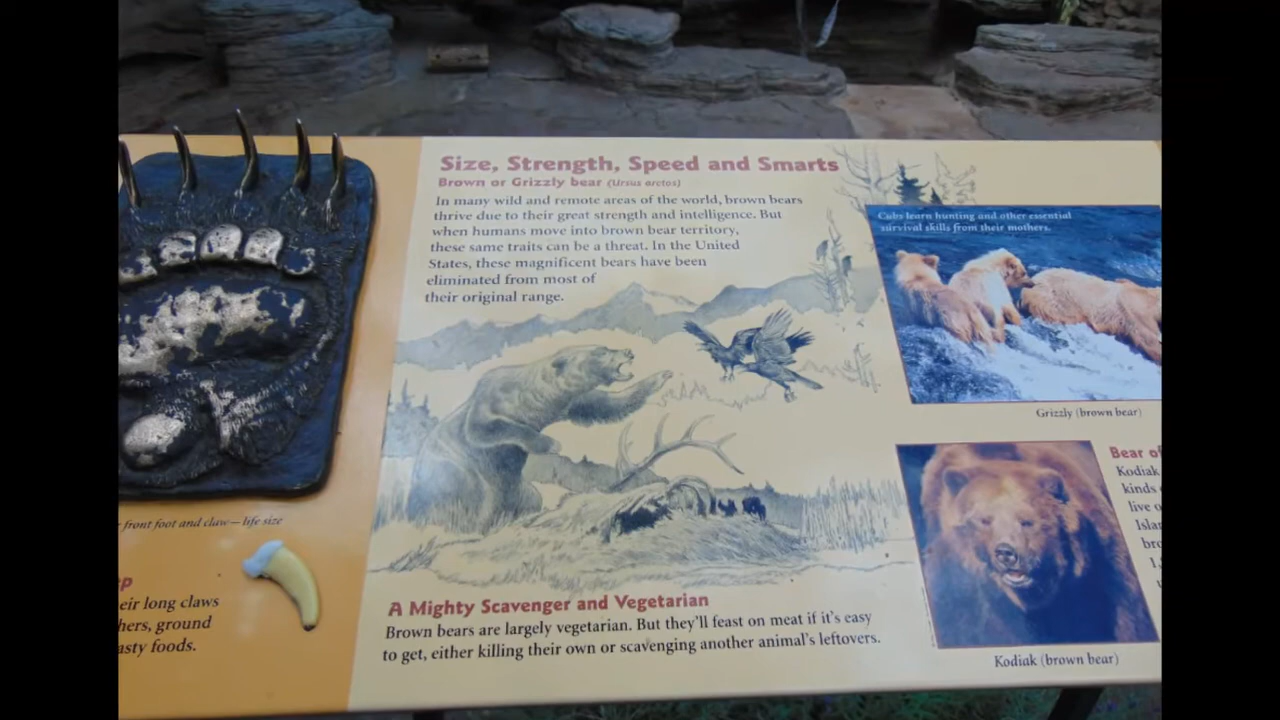 Size, Strength, Speed and Smarts
Brown or Grizzly bear (Ursus arctos)
In many wild and remote areas of the world, brown bears
thrive due to their great strength and intelligence. But
when humans move into brown bear territory,
these same traits can be a threat. In the United
States, these magnificent bears have been
eliminated from most of
their original range.
Cubs learn hunting and other essential
survival skills from their mothers.
Grizzly (brown bear)
front foot and claw—life size
eir long claws
hers, ground
asty foods.
A Mighty Scavenger and Vegetarian
Brown bears are largely vegetarian. But they'll feast on meat if it's easy
to get, either killing their own or scavenging another animal's leftovers.
Kodiak (brown bear)
Bear of
Kodiak
kinds
live o
Islan
bro